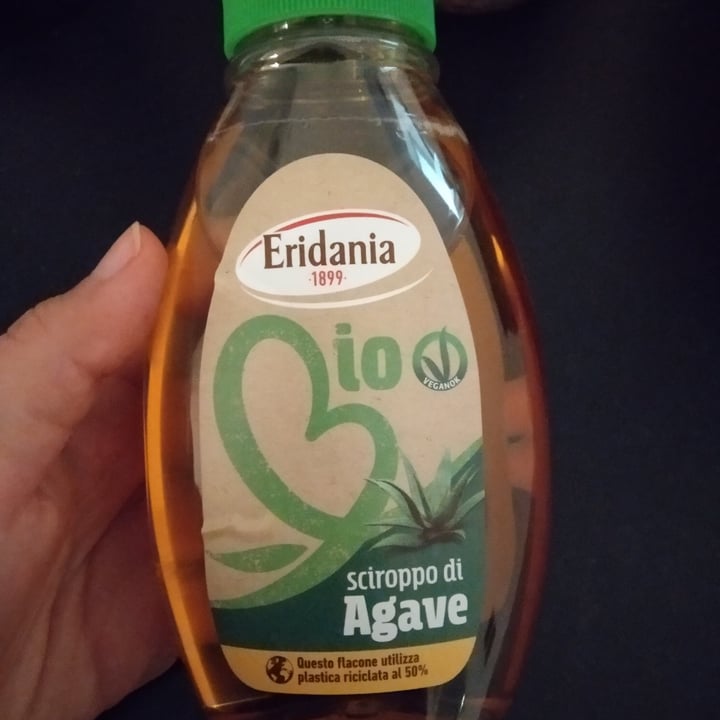 Eridania
·1899·
Bio
VEGANOK
sciroppo di
Agave
Questo flacone utilizza
plastica riciclata al 50%